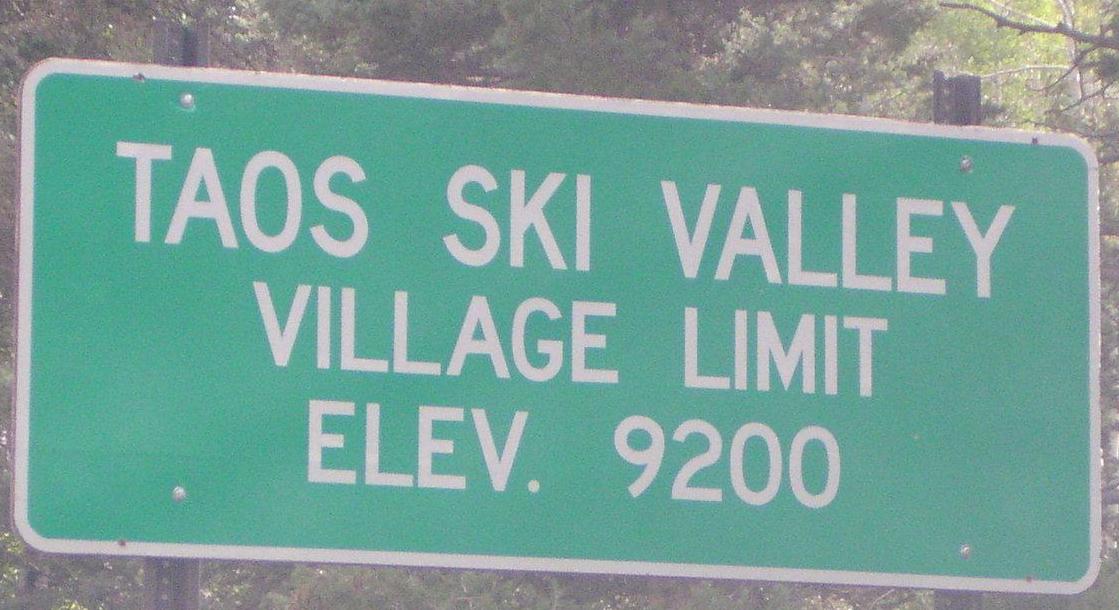 TAOS SKI VALLEY
VILLAGE LIMIT
ELEV. 9200